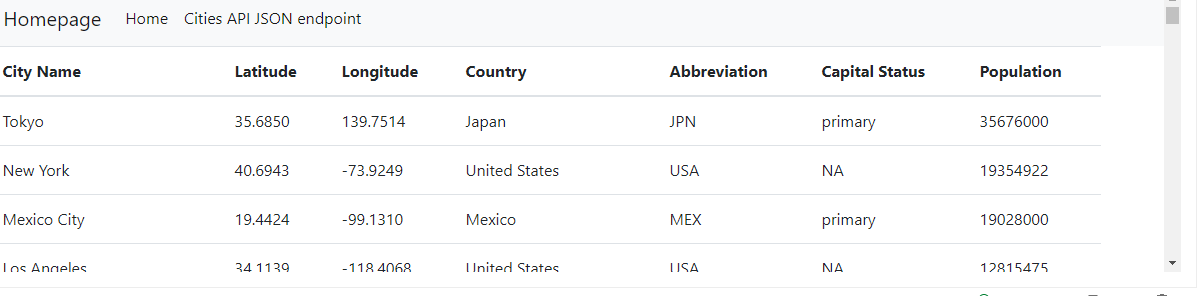 Homepage Home Cities API JSON endpoint
City Name Latitude Longitude Country Abbreviation Capital Status Population
Tokyo 35.6850 139.7514 Japan JPN primary 35676000
New York 40.6943 -73.9249 United States USA NA 19354922
Mexico City 19.4424 -99.1310 Mexico MEX primary 19028000
Los Angeles 34.1139 -118.4068 United States USA NA 12815475